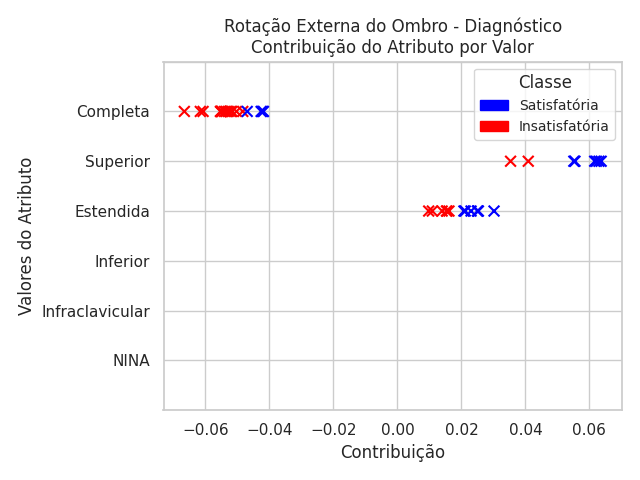 Rotação Externa do Ombro - Diagnóstico
Contribuição do Atributo por Valor
Classe
Satisfatória
Insatisfatória
Valores do Atributo
Completa
Superior
Estendida
Inferior
Infraclavicular
NINA
−0.06 −0.04 −0.02 0.00 0.02 0.04 0.06
Contribuição